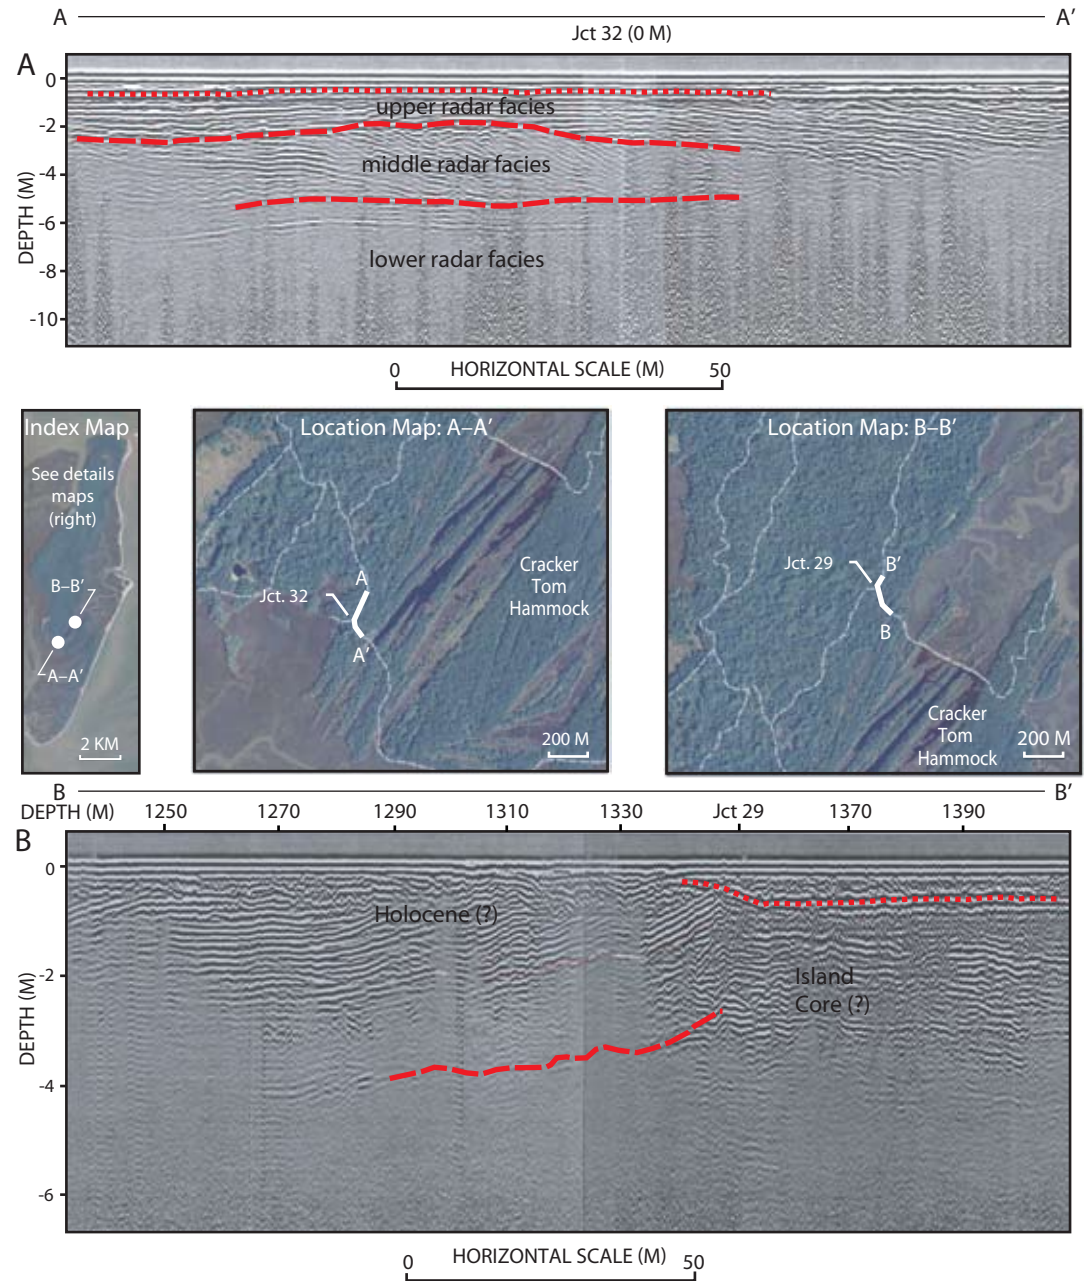 A A′
Jct 32 (0 M)
A
0
upper radar facies
-2
middle radar facies
-4
DEPTH (M)
-6
lower radar facies
-8
-10
0 HORIZONTAL SCALE (M) 50
Index Map
See details
maps
(right)
B–B′
A–A′
2 KM
Location Map: A–A′
Cracker
Tom
Hammock
A
Jct. 32
A′
200 M
Location Map: B–B′
Jct. 29
B′
B
Cracker
Tom
Hammock
200 M
B B′
DEPTH (M) 1250 1270 1290 1310 1330 Jct 29 1370 1390
B
0
Holocene (?)
-2
Island
Core (?)
DEPTH (M)
-4
-6
0 HORIZONTAL SCALE (M) 50